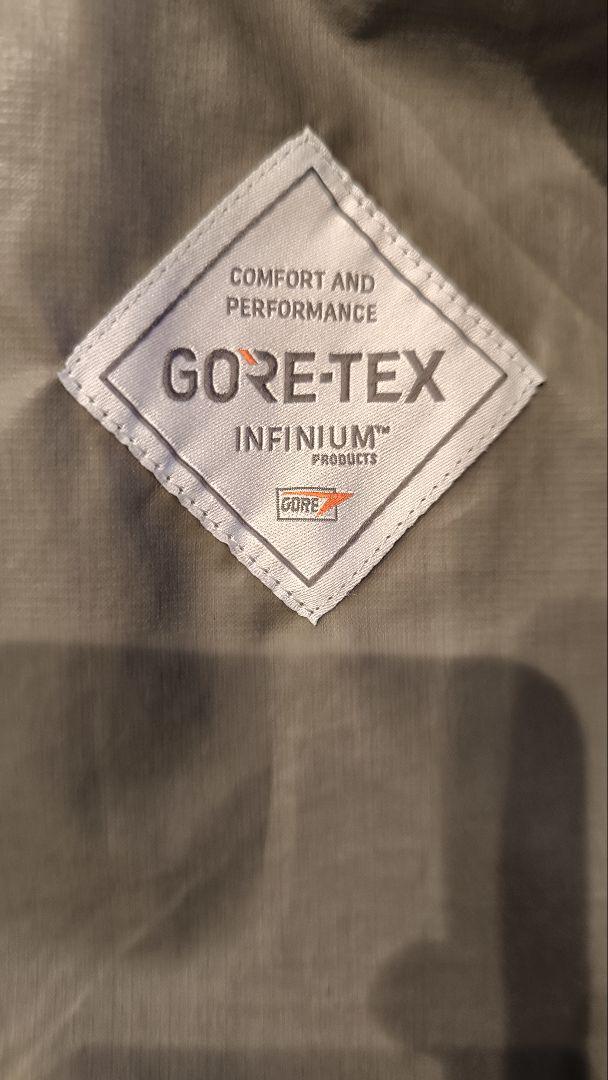 COMFORT AND
PERFORMANCE
GORE-TEX
INFINIUM™
PRODUCTS
GORE